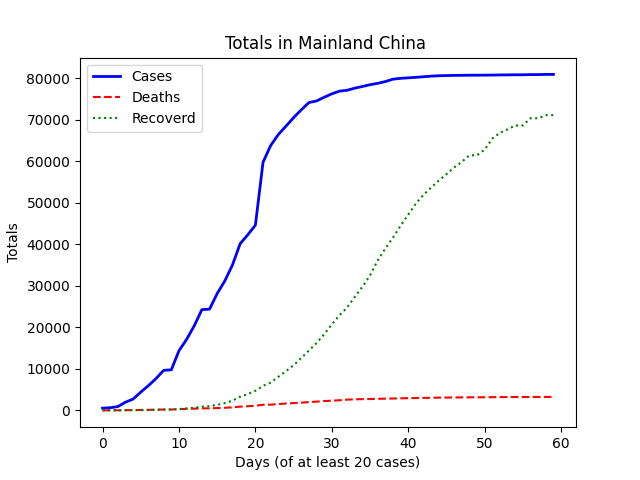 Totals in Mainland China
Cases
Deaths
Recoverd
Totals
80000
70000
60000
50000
40000
30000
20000
10000
0
0 10 20 30 40 50 60
Days (of at least 20 cases)